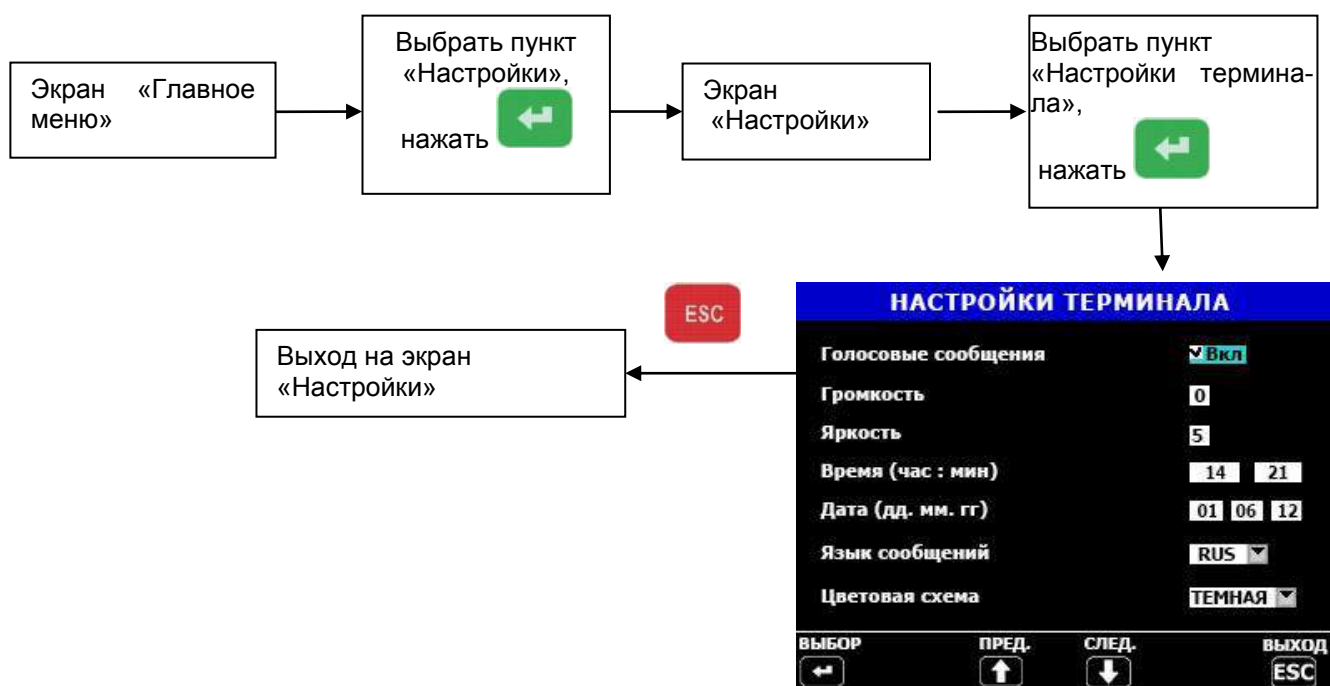 Экран «Главное
меню»
Выбрать пункт
«Настройки»,
нажать
Экран
«Настройки»
Выбрать пункт
«Настройки термина-
ла»,
нажать
ESC
Выход на экран
«Настройки»
НАСТРОЙКИ ТЕРМИНАЛА
Голосовые сообщения Вкл
Громкость 0
Яркость 5
Время (час : мин) 14 21
Дата (дд. мм. гг) 01 06 12
Язык сообщений RUS
Цветовая схема ТЕМНАЯ
ВЫБОР ПРЕД. СЛЕД. ВЫХОД
ESC